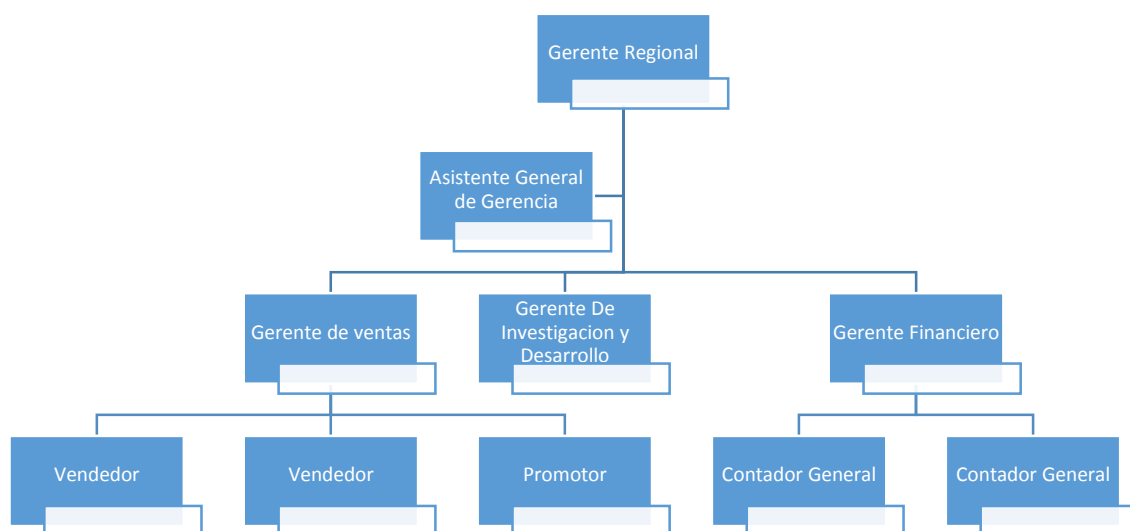 Gerente Regional
Asistente General
de Gerencia
Gerente de ventas
Gerente De
Investigacion y
Desarrollo
Gerente Financiero
Vendedor
Vendedor
Promotor
Contador General
Contador General